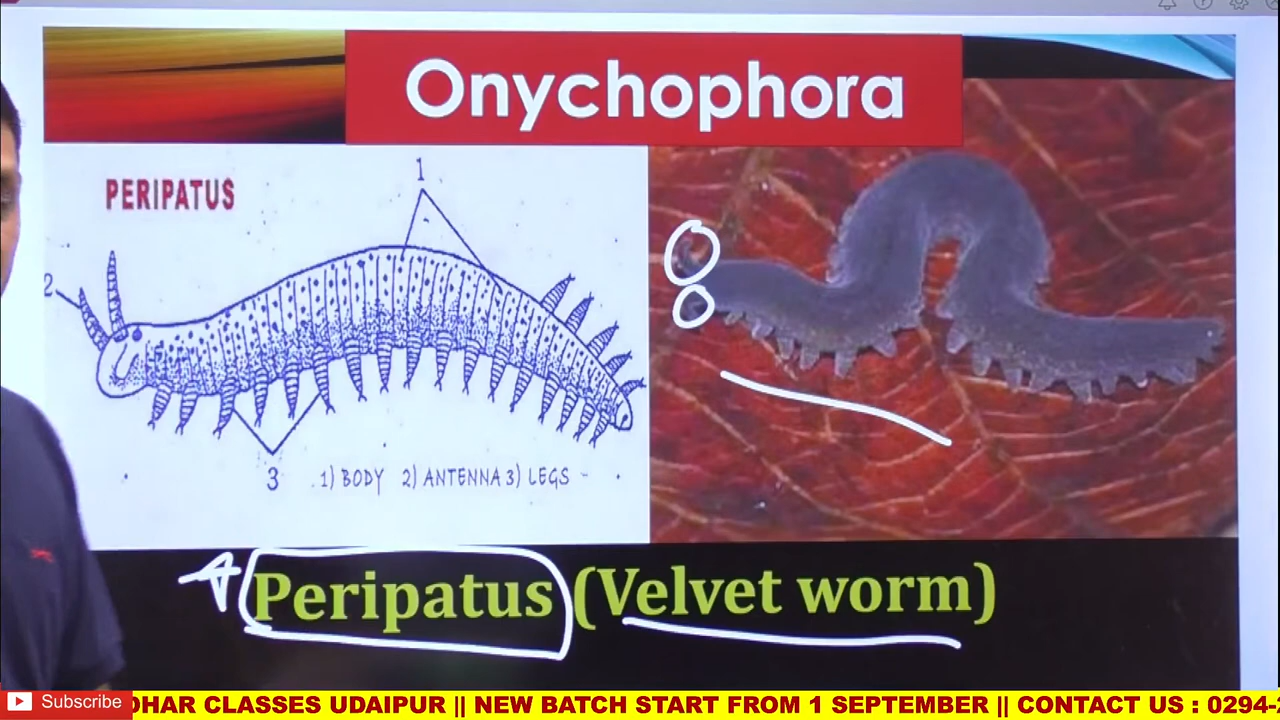 Onychophora
PERIPATUS
1
2
3
1) BODY 2) ANTENNA 3) LEGS
Peripatus (Velvet worm)
Subscribe
DHAR CLASSES UDAIPUR || NEW BATCH START FROM 1 SEPTEMBER || CONTACT US : 0294-